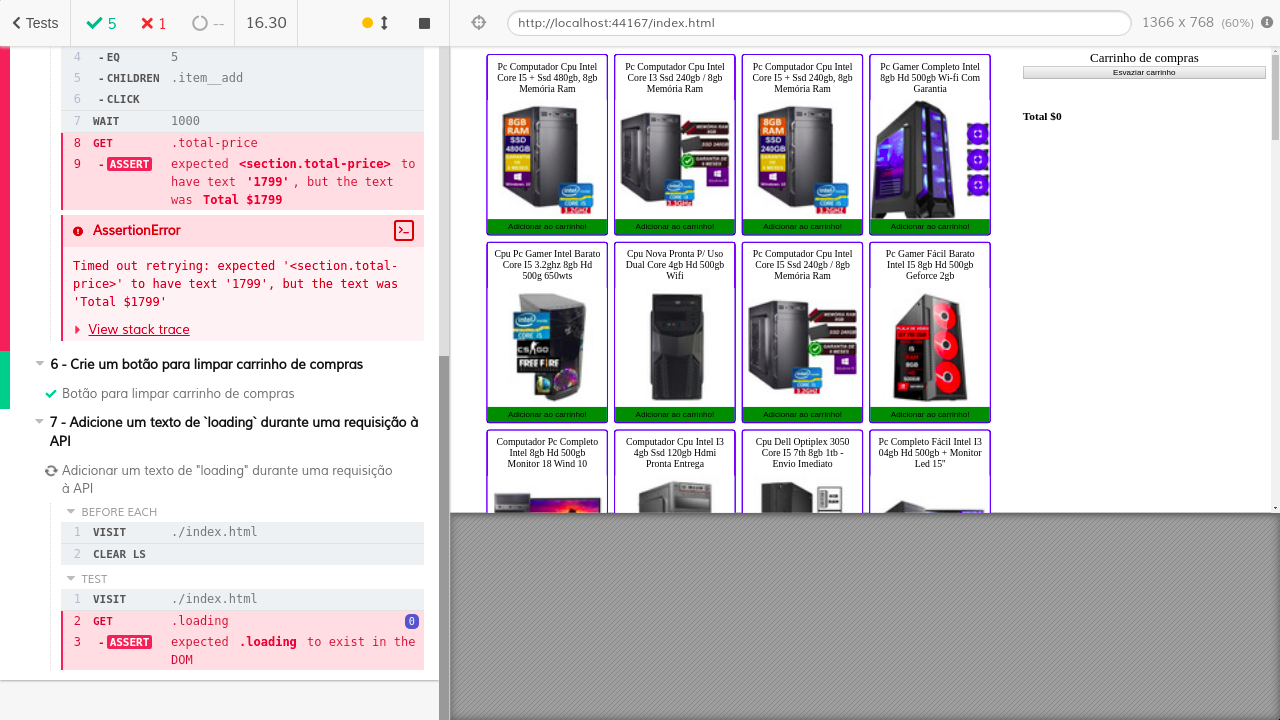 Tests
5
1
--
16.30
http://localhost:44167/index.html
1366 x 768 (60%)
4 - EQ 5
5 - CHILDREN .item__add
6 - CLICK
7 WAIT 1000
8 GET .total-price
- ASSERT expected <section.total-price> to
have text '1799', but the text
was Total $1799
AssertionError
Timed out retrying: expected '<section.total-
price>' to have text '1799', but the text was
'Total $1799'
View stack trace
6 - Crie um botão para limpar carrinho de compras
Botão para limpar carrinho de compras
7 - Adicione um texto de `loading` durante uma requisição à
API
Adicionar um texto de "loading" durante uma requisição
à API
BEFORE EACH
1 VISIT ./index.html
2 CLEAR LS
TEST
1 VISIT ./index.html
2 GET .loading 0
3 - ASSERT expected .loading to exist in the
DOM
Pc Computador Cpu Intel
Core I5 + Ssd 480gb, 8gb
Memória Ram
8GB
RAM
SSD
480GB
Adicionar ao carrinho!
Pc Computador Cpu Intel
Core I3 Ssd 240gb / 8gb
Memória Ram
Adicionar ao carrinho!
Pc Computador Cpu Intel
Core I5 + Ssd 240gb, 8gb
Memória Ram
8GB
RAM
SSD
240GB
Adicionar ao carrinho!
Pc Gamer Completo Intel
8gb Hd 500gb Wi-fi Com
Garantia
Adicionar ao carrinho!
Cpu Pc Gamer Intel Barato
Core I5 3.2ghz 8gb Hd
500g 650wts
CS:GO
FREE FIRE
Adicionar ao carrinho!
Cpu Nova Pronta P/ Uso
Dual Core 4gb Hd 500gb
Wifi
Adicionar ao carrinho!
Pc Computador Cpu Intel
Core I5 Ssd 240gb / 8gb
Memória Ram
Adicionar ao carrinho!
Pc Gamer Fácil Barato
Intel I5 8gb Hd 500gb
Geforce 2gb
Adicionar ao carrinho!
Computador Pc Completo
Intel 8gb Hd 500gb
Monitor 18 Wind 10
Computador Cpu Intel I3
4gb Ssd 120gb Hdmi
Pronta Entrega
Cpu Dell Optiplex 3050
Core I5 7th 8gb 1tb -
Envio Imediato
Pc Completo Fácil Intel I3
04gb Hd 500gb + Monitor
Led 15"
Carrinho de compras
Esvaziar carrinho
Total $0